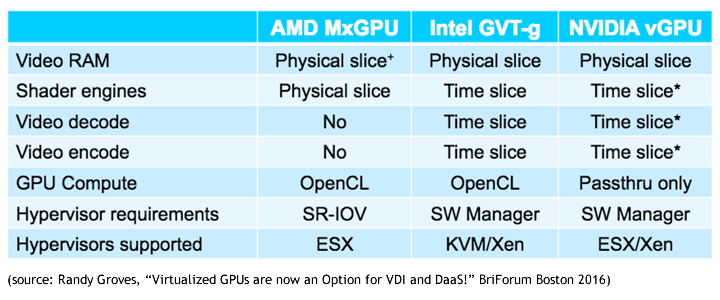 AMD MxGPU Intel GVT-g NVIDIA vGPU
Video RAM Physical slice+ Physical slice Physical slice
Shader engines Physical slice Time slice Time slice*
Video decode No Time slice Time slice*
Video encode No Time slice Time slice*
GPU Compute OpenCL OpenCL Passthru only
Hypervisor requirements SR-IOV SW Manager SW Manager
Hypervisors supported ESX KVM/Xen ESX/Xen
(source: Randy Groves, “Virtualized GPUs are now an Option for VDI and DaaS!” BriForum Boston 2016)